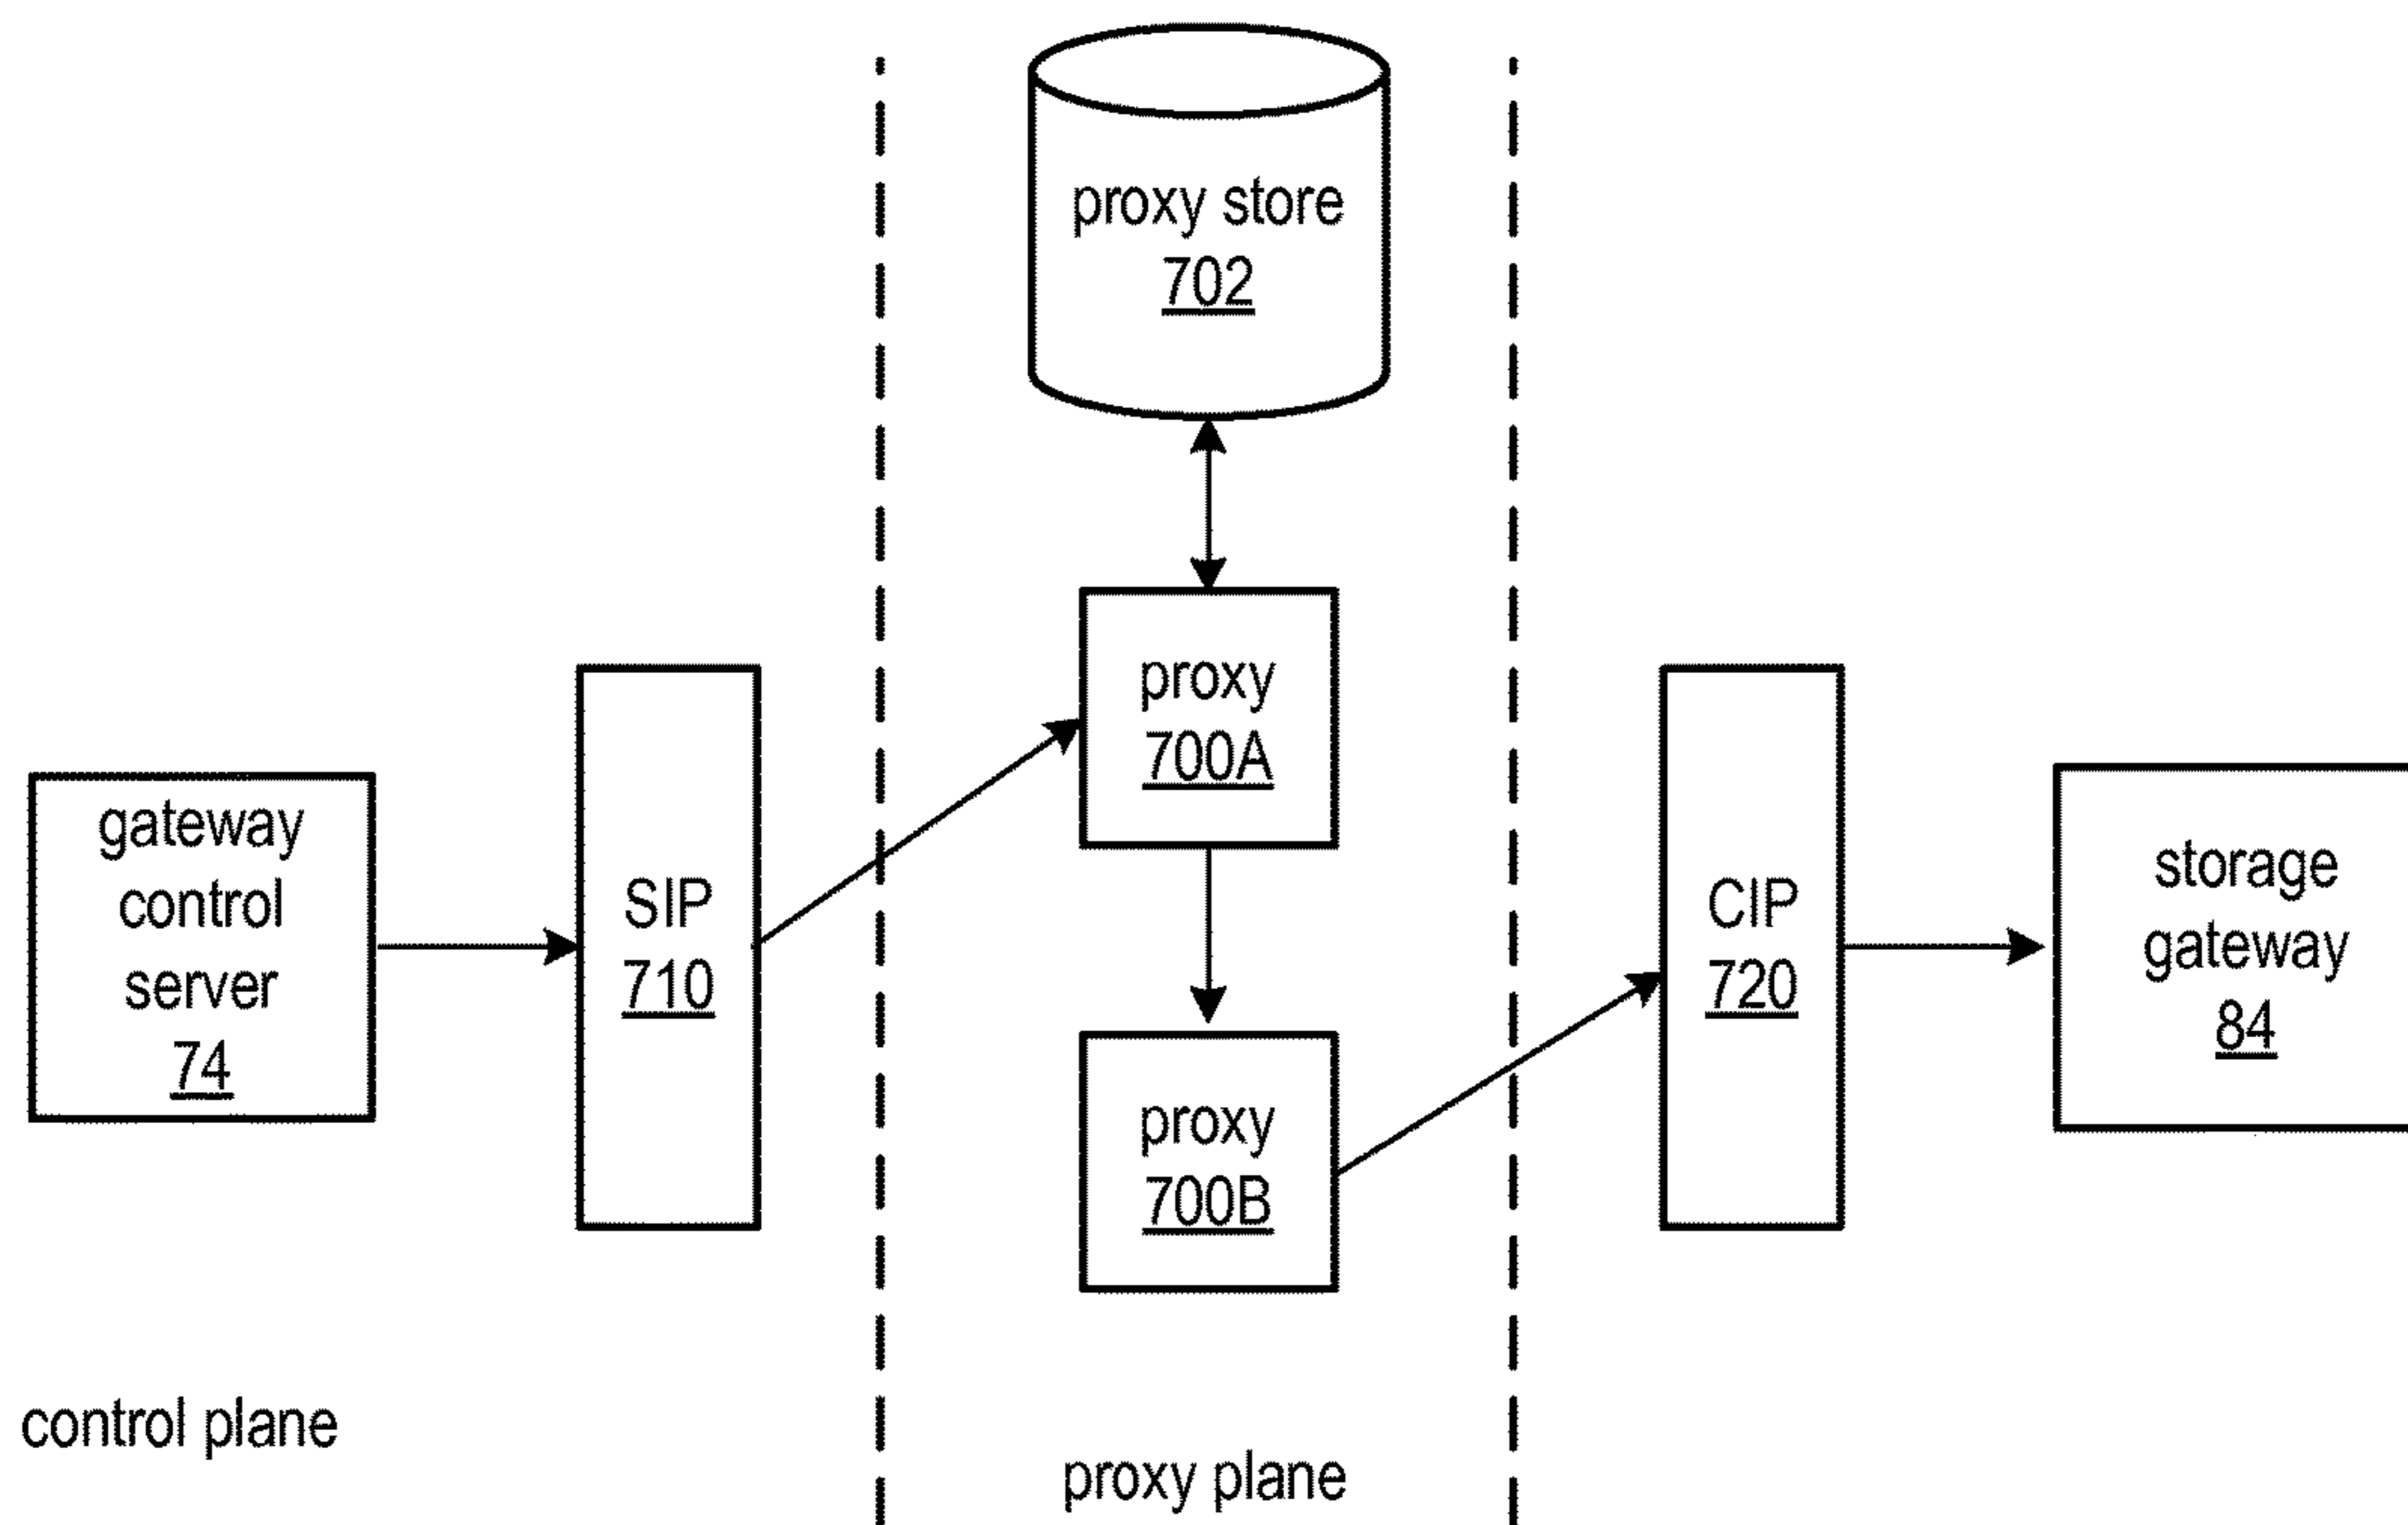 proxy store
702
proxy
700A
gateway
control
server
74
SIP
710
CIP
720
storage
gateway
84
proxy
700B
control plane
proxy plane